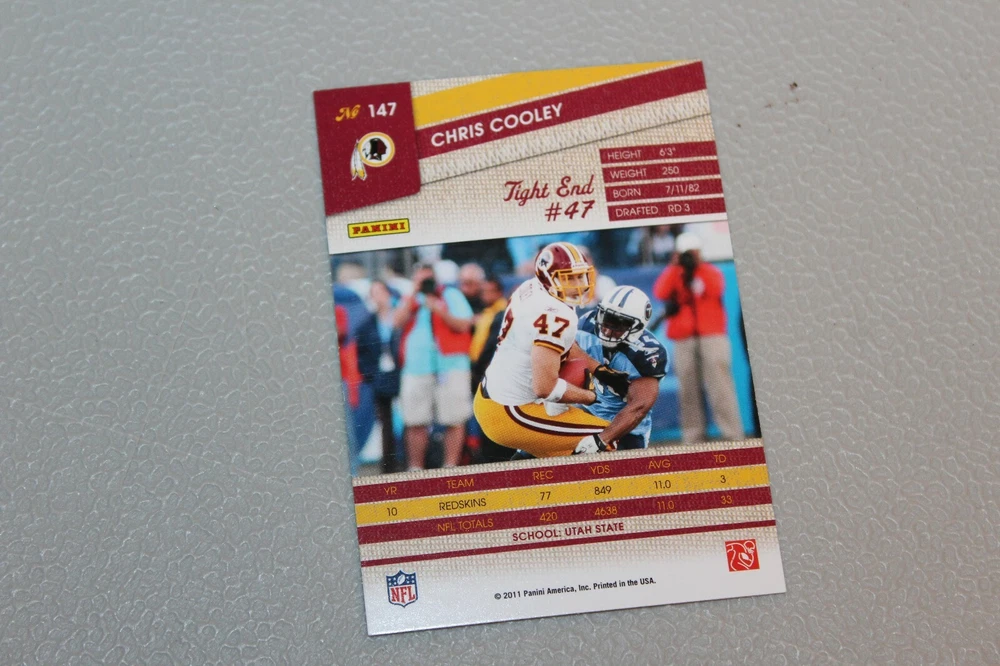 No 147
CHRIS COOLEY
HEIGHT 6'3"
WEIGHT 250
BORN 7/11/82
DRAFTED RD 3
Tight End
#47
PANINI
47
YR TEAM REC YDS AVG TD
10 REDSKINS 77 849 11.0 3
NFL TOTALS 420 4638 11.0 33
SCHOOL: UTAH STATE
NFL
© 2011 Panini America, Inc. Printed in the USA.